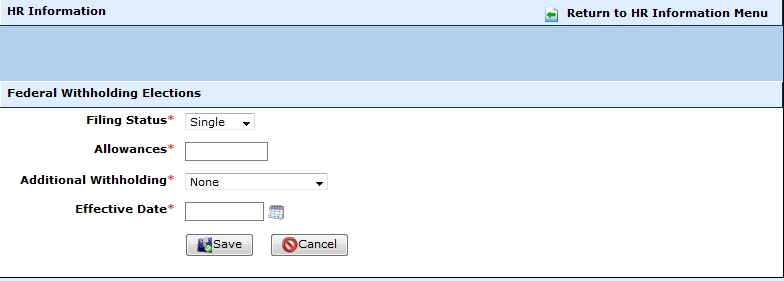 HR Information
Return to HR Information Menu
Federal Withholding Elections
Filing Status* Single
Allowances*
Additional Withholding* None
Effective Date*
Save Cancel